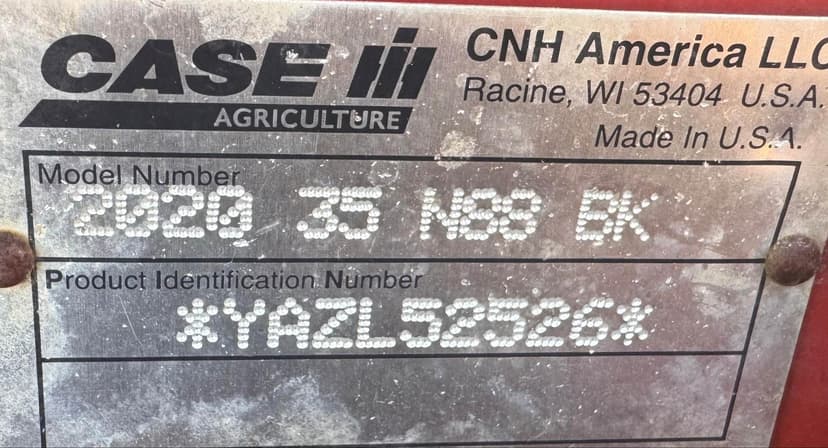 CASE IH
AGRICULTURE
CNH America LLC
Racine, WI 53404 U.S.A.
Made In U.S.A.
Model Number
2020 35 N88 BK
Product Identification Number
*YAZL52526*